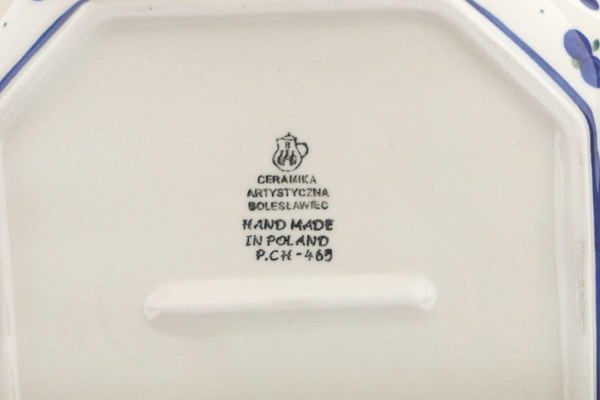 CERAMIKA
ARTYSTYCZNA
BOLESŁAWIEC
HAND MADE
IN POLAND
P.CH-465